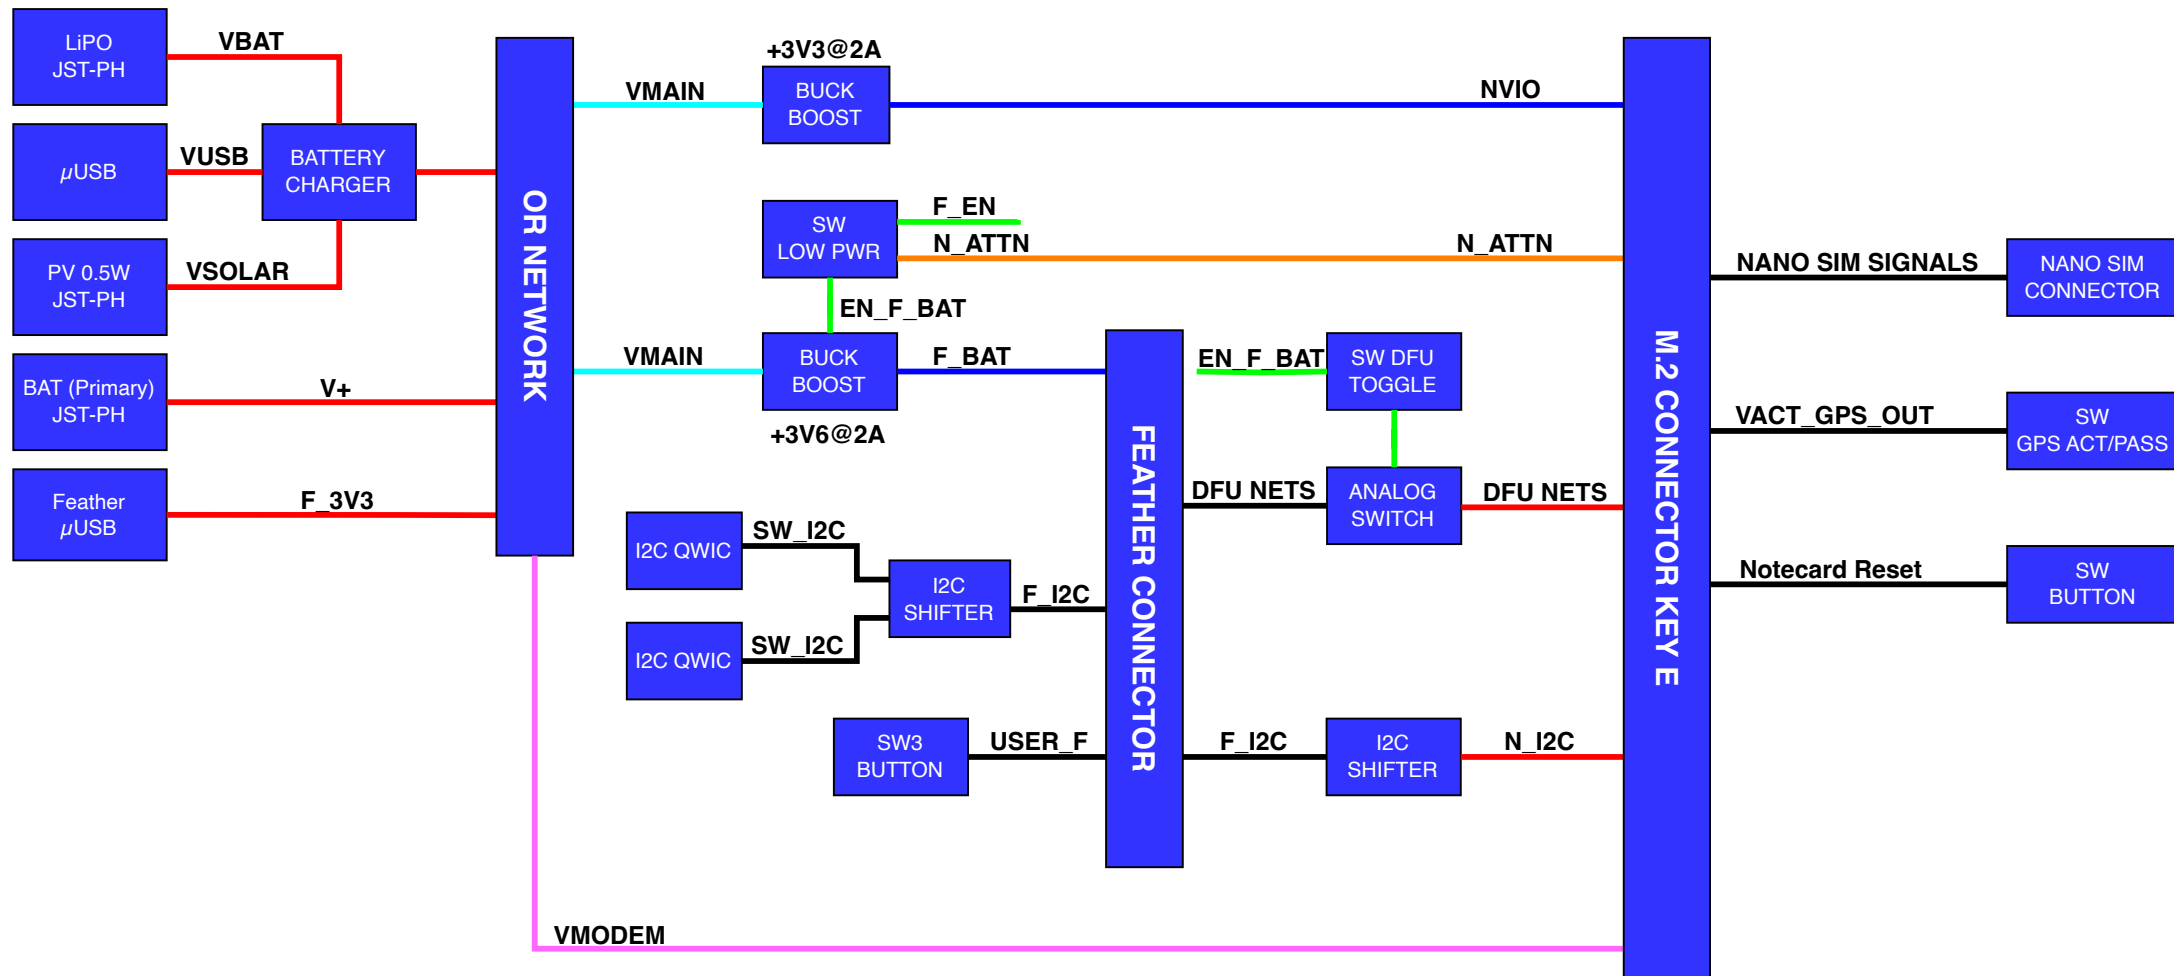 LiPO
JST-PH
VBAT
µUSB
VUSB
BATTERY
CHARGER
PV 0.5W
JST-PH
VSOLAR
BAT (Primary)
JST-PH
V+
Feather
µUSB
F_3V3
OR NETWORK
VMAIN
+3V3@2A
BUCK
BOOST
NVIO
SW
LOW PWR
F_EN
N_ATTN
N_ATTN
EN_F_BAT
VMAIN
BUCK
BOOST
+3V6@2A
F_BAT
EN_F_BAT
SW DFU
TOGGLE
DFU NETS
ANALOG
SWITCH
DFU NETS
I2C QWIC
SW_I2C
I2C QWIC
SW_I2C
I2C
SHIFTER
F_I2C
SW3
BUTTON
USER_F
FEATHER CONNECTOR
F_I2C
I2C
SHIFTER
N_I2C
VMODEM
M.2 CONNECTOR KEY E
NANO SIM SIGNALS
NANO SIM
CONNECTOR
VACT_GPS_OUT
SW
GPS ACT/PASS
Notecard Reset
SW
BUTTON